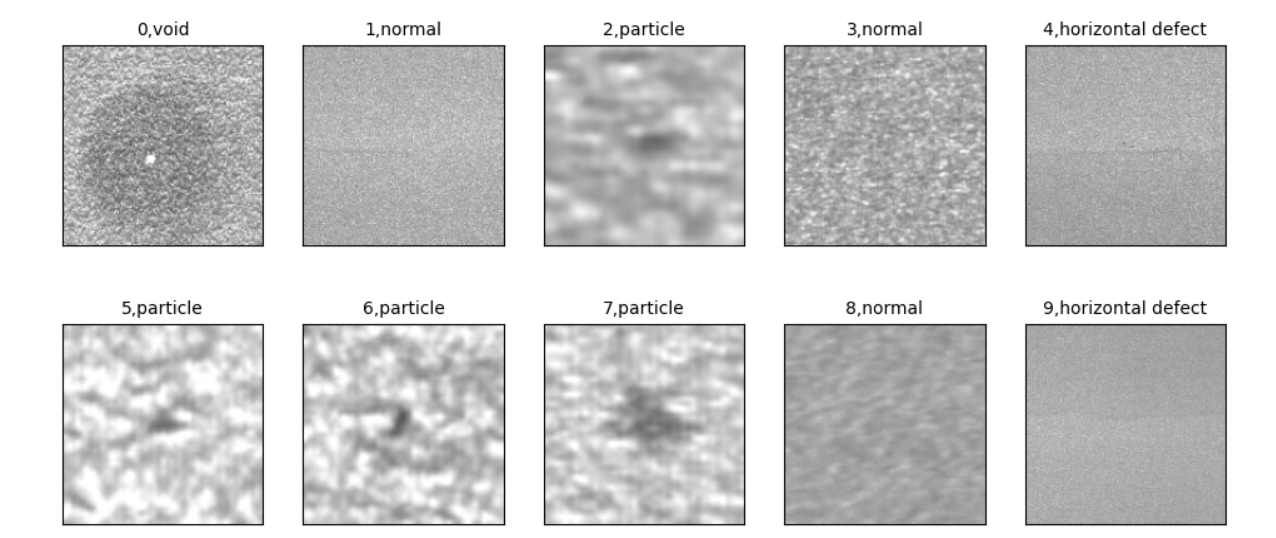 0,void 1,normal 2,particle 3,normal 4,horizontal defect
5,particle 6,particle 7,particle 8,normal 9,horizontal defect